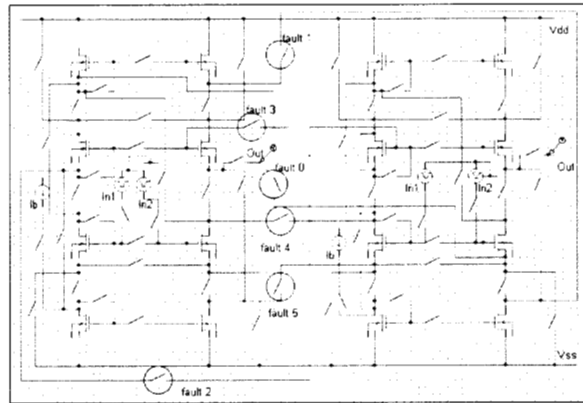 fault 1
Vdd
fault 3
Out
fault 0
Out
In1
In2
In1
In2
Ib
fault 4
Ib
fault 5
Vss
fault 2